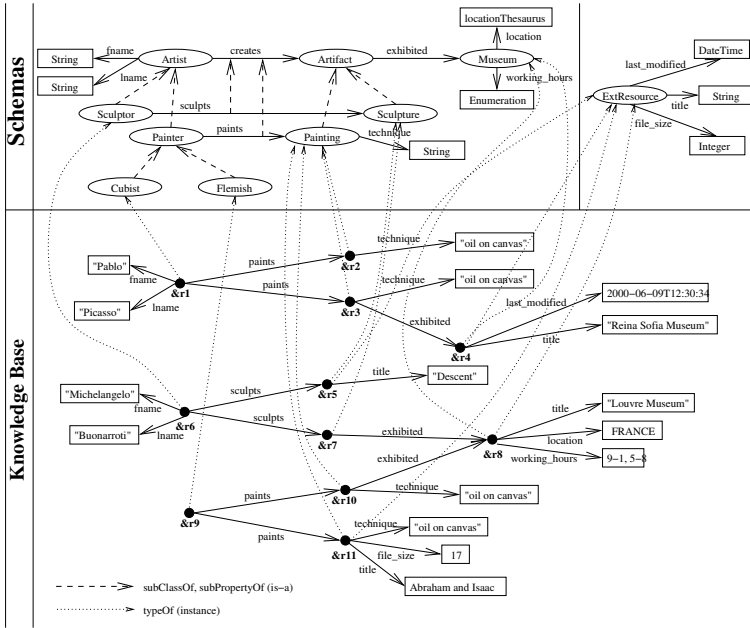 Schemas
locationThesaurus
location
fname
String
Artist
creates
Artifact
exhibited
Museum
DateTime
last_modified
lname
String
working_hours
Enumeration
ExtResource
title
String
Sculptor
sculpts
Sculpture
file_size
Painter
paints
Painting
technique
String
Integer
Cubist
Flemish
Knowledge Base
"Pablo"
fname
paints
&r2
technique
"oil on canvas"
&r1
paints
technique
"oil on canvas"
lname
"Picasso"
&r3
last_modified
2000-06-09T12:30:34
exhibited
&r4
title
"Reina Sofia Museum"
"Michelangelo"
fname
sculpts
&r5
title
"Descent"
"Buonarroti"
lname
&r6
sculpts
&r7
exhibited
title
"Louvre Museum"
&r8
location
FRANCE
exhibited
working_hours
9-1, 5-8
paints
&r10
technique
"oil on canvas"
&r9
paints
technique
"oil on canvas"
&r11
file_size
17
title
Abraham and Isaac
subClassOf, subPropertyOf (is-a)
typeOf (instance)